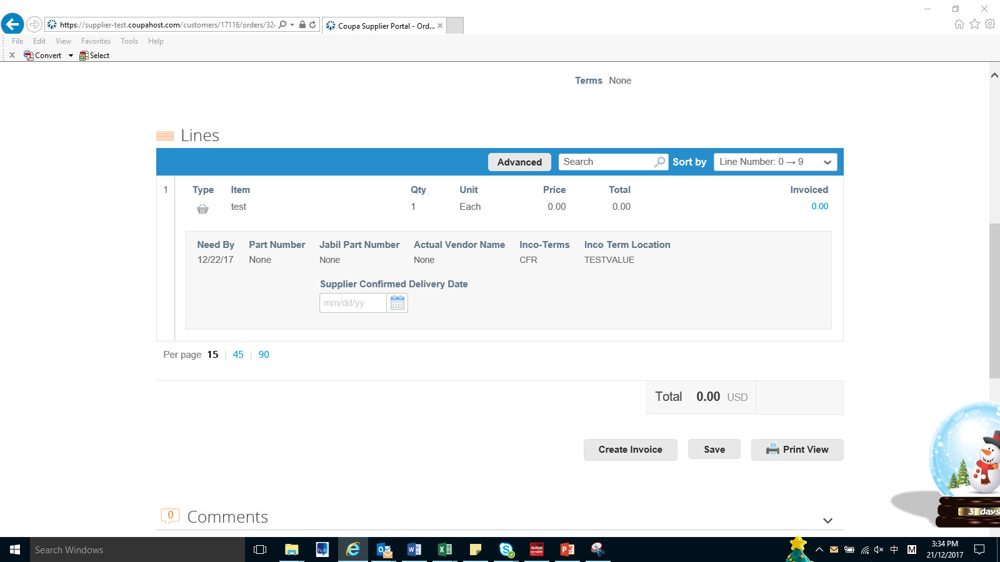 https://supplier-test.coupahost.com/customers/17116/orders/324
Coupa Supplier Portal - Ord...
File Edit View Favorites Tools Help
x Convert Select
Terms None
Lines
Advanced Search Sort by Line Number: 0 → 9
1 Type Item Qty Unit Price Total Invoiced
test 1 Each 0.00 0.00 0.00
Need By Part Number Jabil Part Number Actual Vendor Name Inco-Terms Inco Term Location
12/22/17 None None None CFR TESTVALUE
Supplier Confirmed Delivery Date
mm/dd/yy
Per page 15 | 45 | 90
Total 0.00 USD
Create Invoice Save Print View
3 days
0 Comments
Search Windows
hub
AVAYA
中 M
3:34 PM
21/12/2017